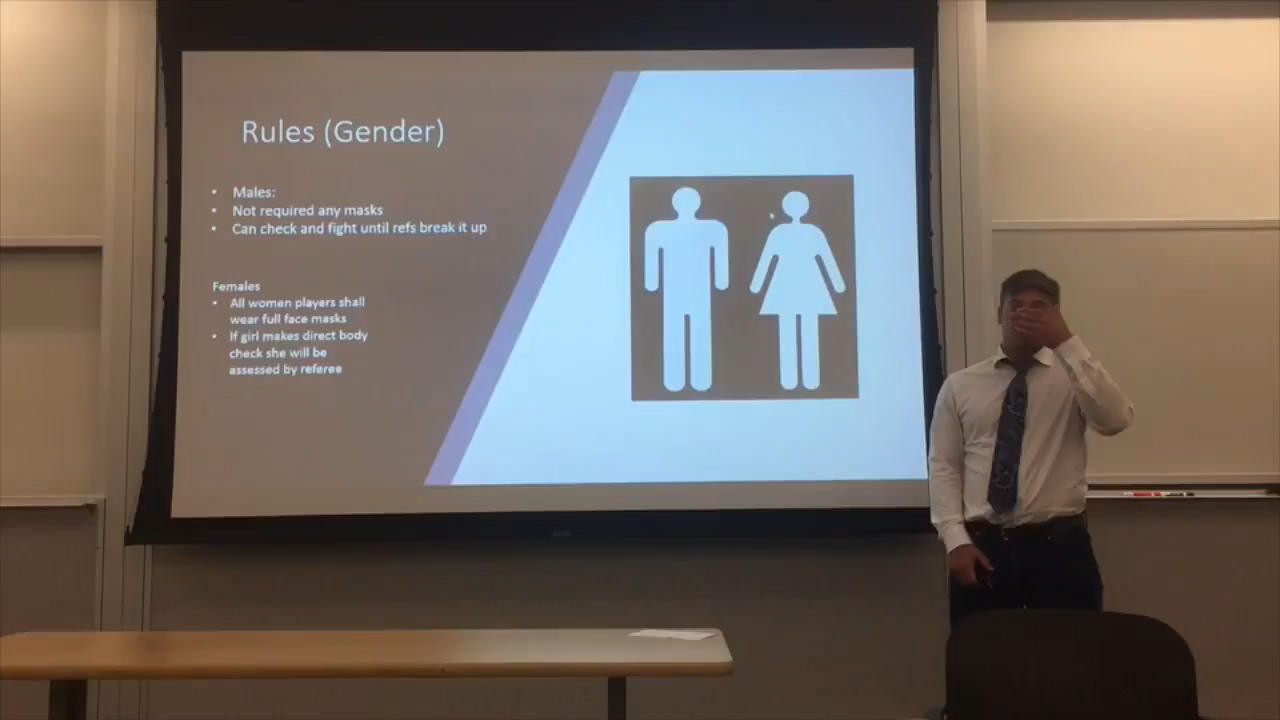 Rules (Gender)
• Males:
• Not required any masks
• Can check and fight until refs break it up
Females
• All women players shall
wear full face masks
• If girl makes direct body
check she will be
assessed by referee